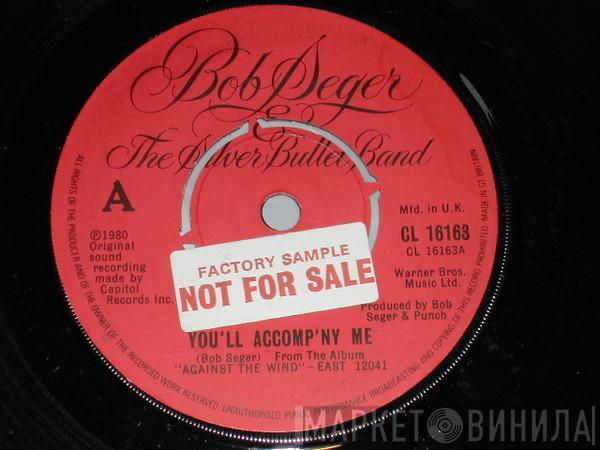 Bob Seger
&
The Silver Bullet Band
A
Mfd. in U.K.
CL 16163
CL 16163A
℗1980
Original
sound
recording
made by
Capitol
Records Inc.
Warner Bros.
Music Ltd.
FACTORY SAMPLE
NOT FOR SALE
Produced by Bob
Seger & Punch
YOU'LL ACCOMP'NY ME
(Bob Seger) From The Album
"AGAINST THE WIND"-EAST 12041
ALL RIGHTS OF THE PRODUCER AND OF THE OWNER OF THE RECORDED WORK RESERVED. UNAUTHORISED PUBLIC PERFORMANCE BROADCASTING AND COPYING OF THIS RECORD PROHIBITED MADE IN GT BRITAIN
МАРКЕТ ВИНИЛА